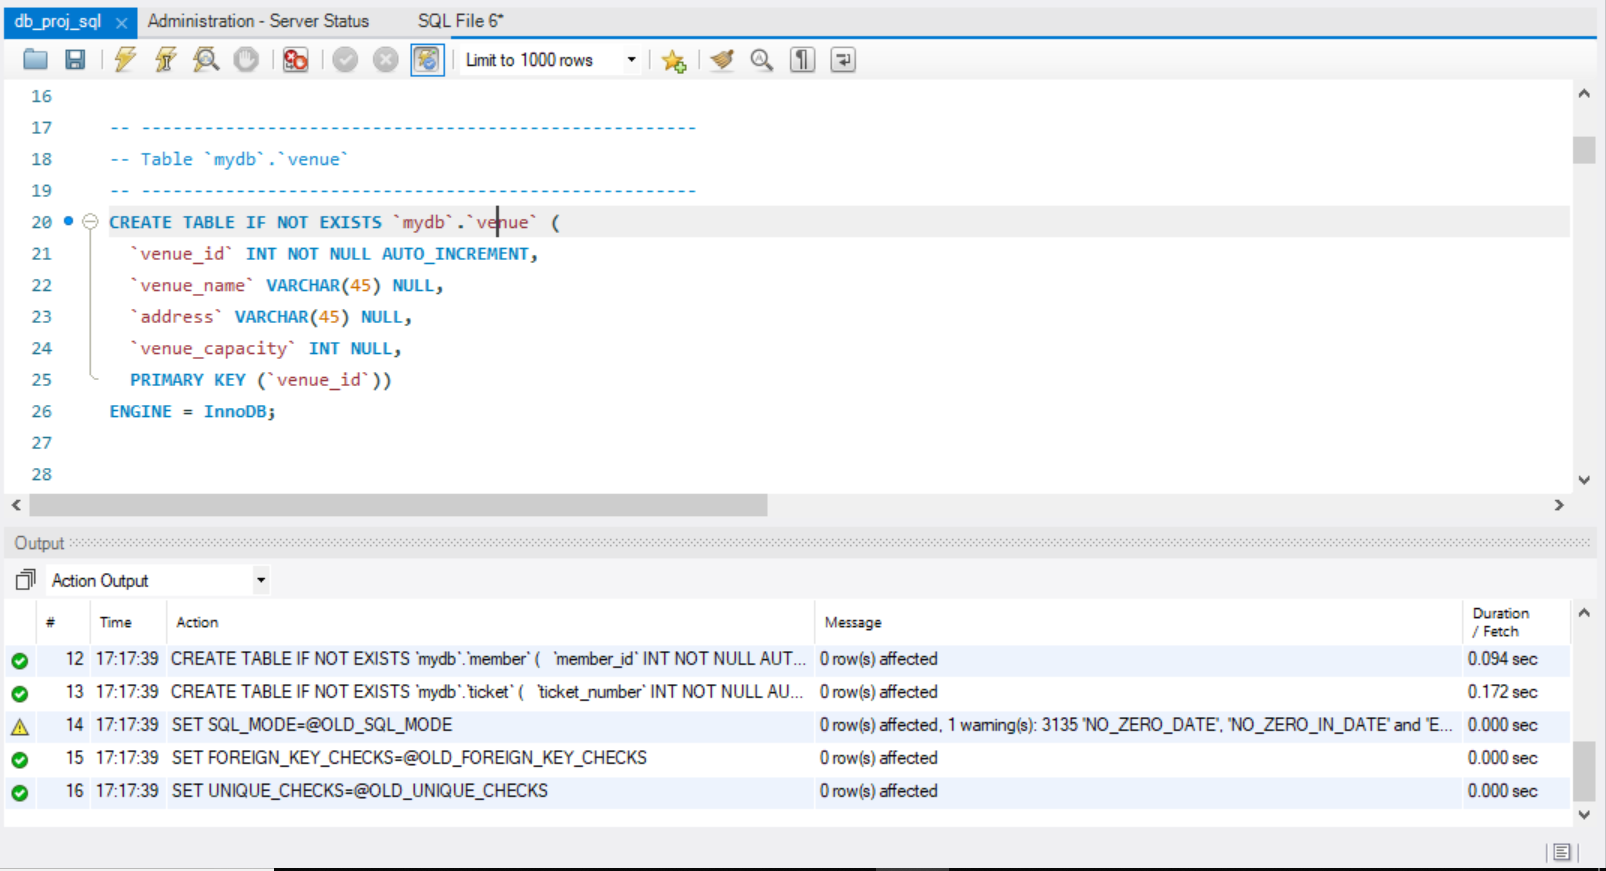 db_proj_sql × Administration - Server Status SQL File 6*
Limit to 1000 rows
16
17 -- -----------------------------------------------------
18 -- Table `mydb`.`venue`
19 -- -----------------------------------------------------
20 CREATE TABLE IF NOT EXISTS `mydb`.`venue` (
21 `venue_id` INT NOT NULL AUTO_INCREMENT,
22 `venue_name` VARCHAR(45) NULL,
23 `address` VARCHAR(45) NULL,
24 `venue_capacity` INT NULL,
25 PRIMARY KEY (`venue_id`))
26 ENGINE = InnoDB;
27
28
Output
Action Output
# Time Action Message Duration / Fetch
12 17:17:39 CREATE TABLE IF NOT EXISTS `mydb`.`member` ( `member_id` INT NOT NULL AUT... 0 row(s) affected 0.094 sec
13 17:17:39 CREATE TABLE IF NOT EXISTS `mydb`.`ticket` ( `ticket_number` INT NOT NULL AU... 0 row(s) affected 0.172 sec
14 17:17:39 SET SQL_MODE=@OLD_SQL_MODE 0 row(s) affected, 1 warning(s): 3135 'NO_ZERO_DATE', 'NO_ZERO_IN_DATE' and 'E... 0.000 sec
15 17:17:39 SET FOREIGN_KEY_CHECKS=@OLD_FOREIGN_KEY_CHECKS 0 row(s) affected 0.000 sec
16 17:17:39 SET UNIQUE_CHECKS=@OLD_UNIQUE_CHECKS 0 row(s) affected 0.000 sec